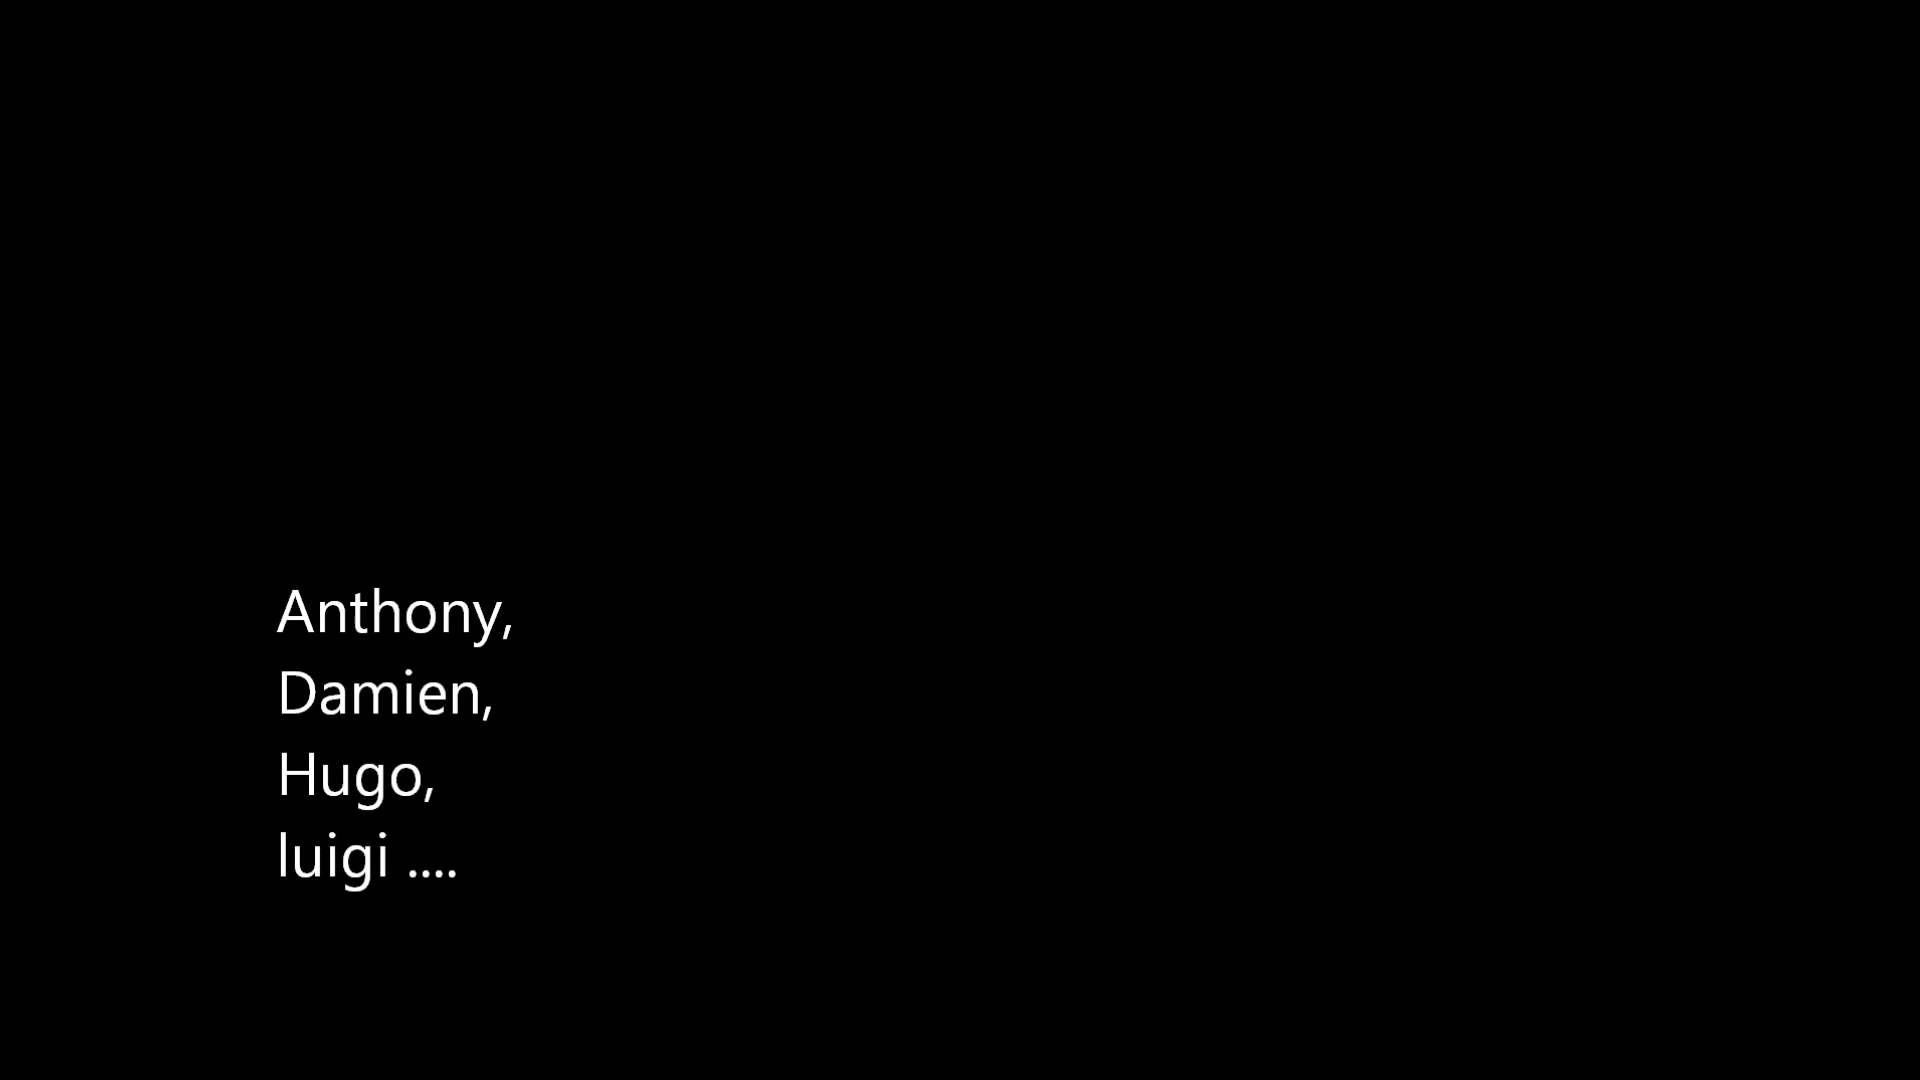 Anthony,
Damien,
Hugo,
luigi ....